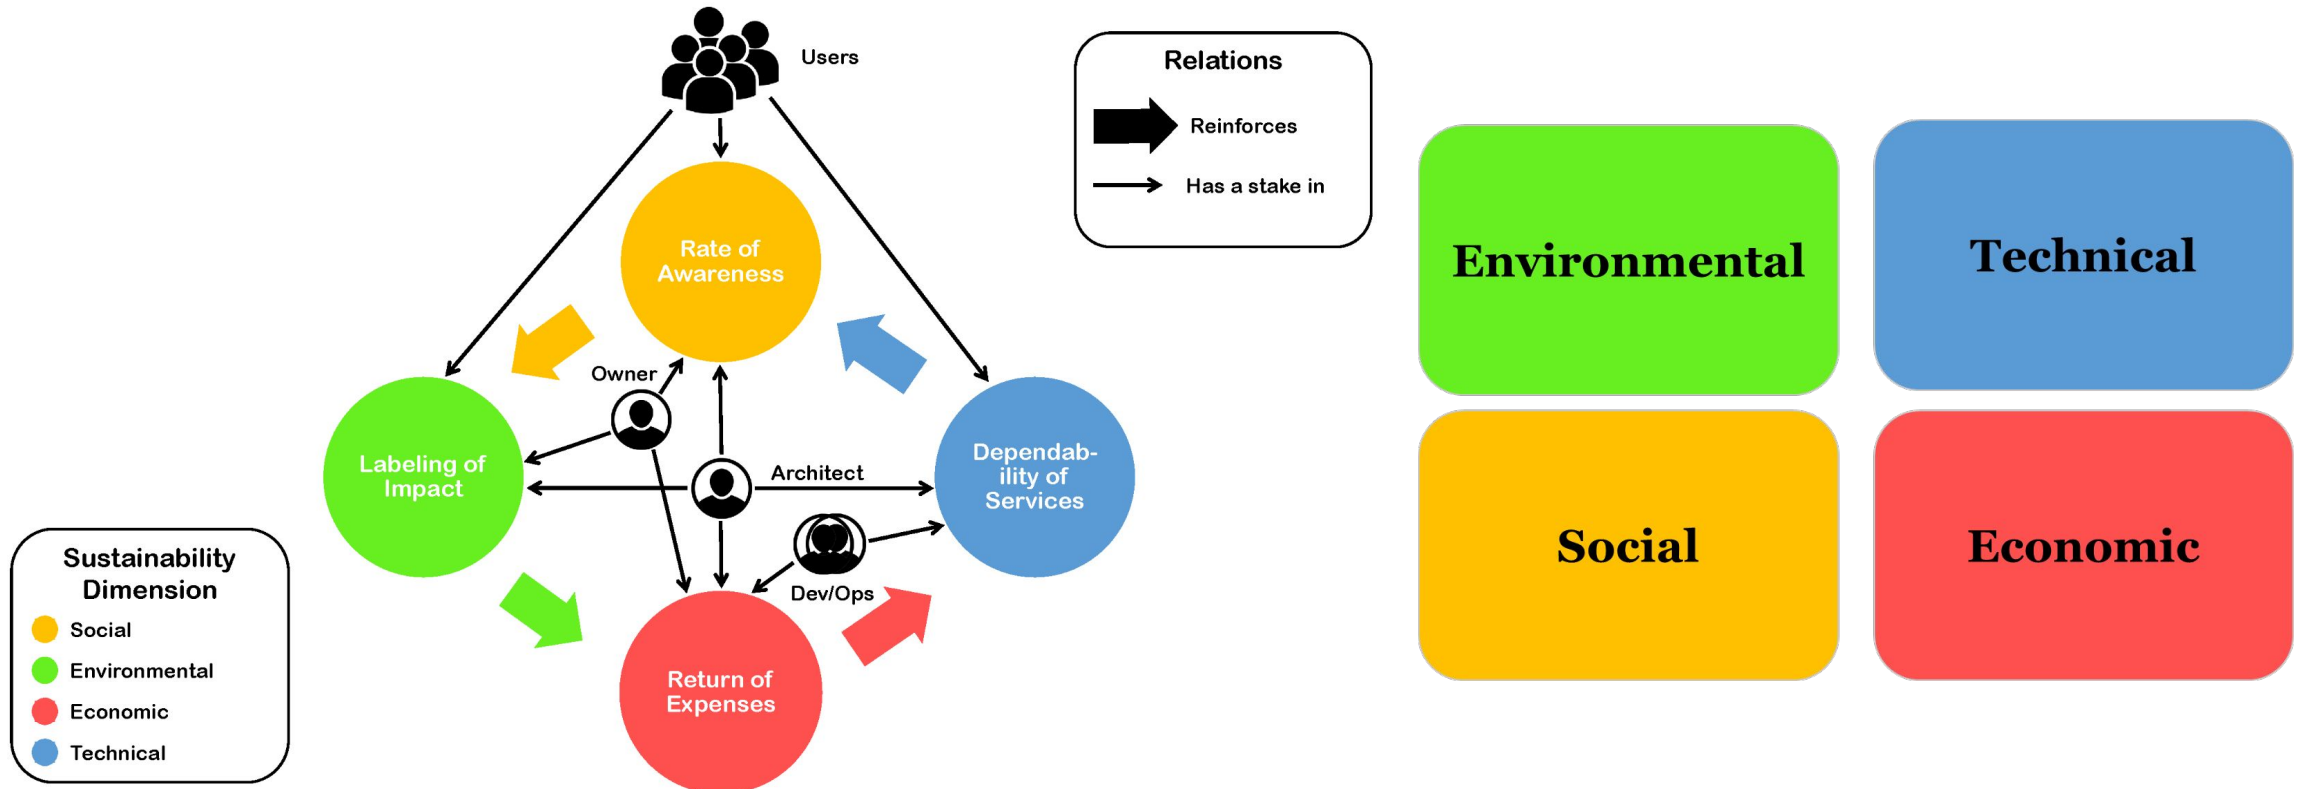 Users
Relations
Reinforces
Has a stake in
Rate of
Awareness
Owner
Architect
Labeling of
Impact
Dependab-
ility of
Services
Dev/Ops
Return of
Expenses
Sustainability
Dimension
Social
Environmental
Economic
Technical
Environmental
Technical
Social
Economic